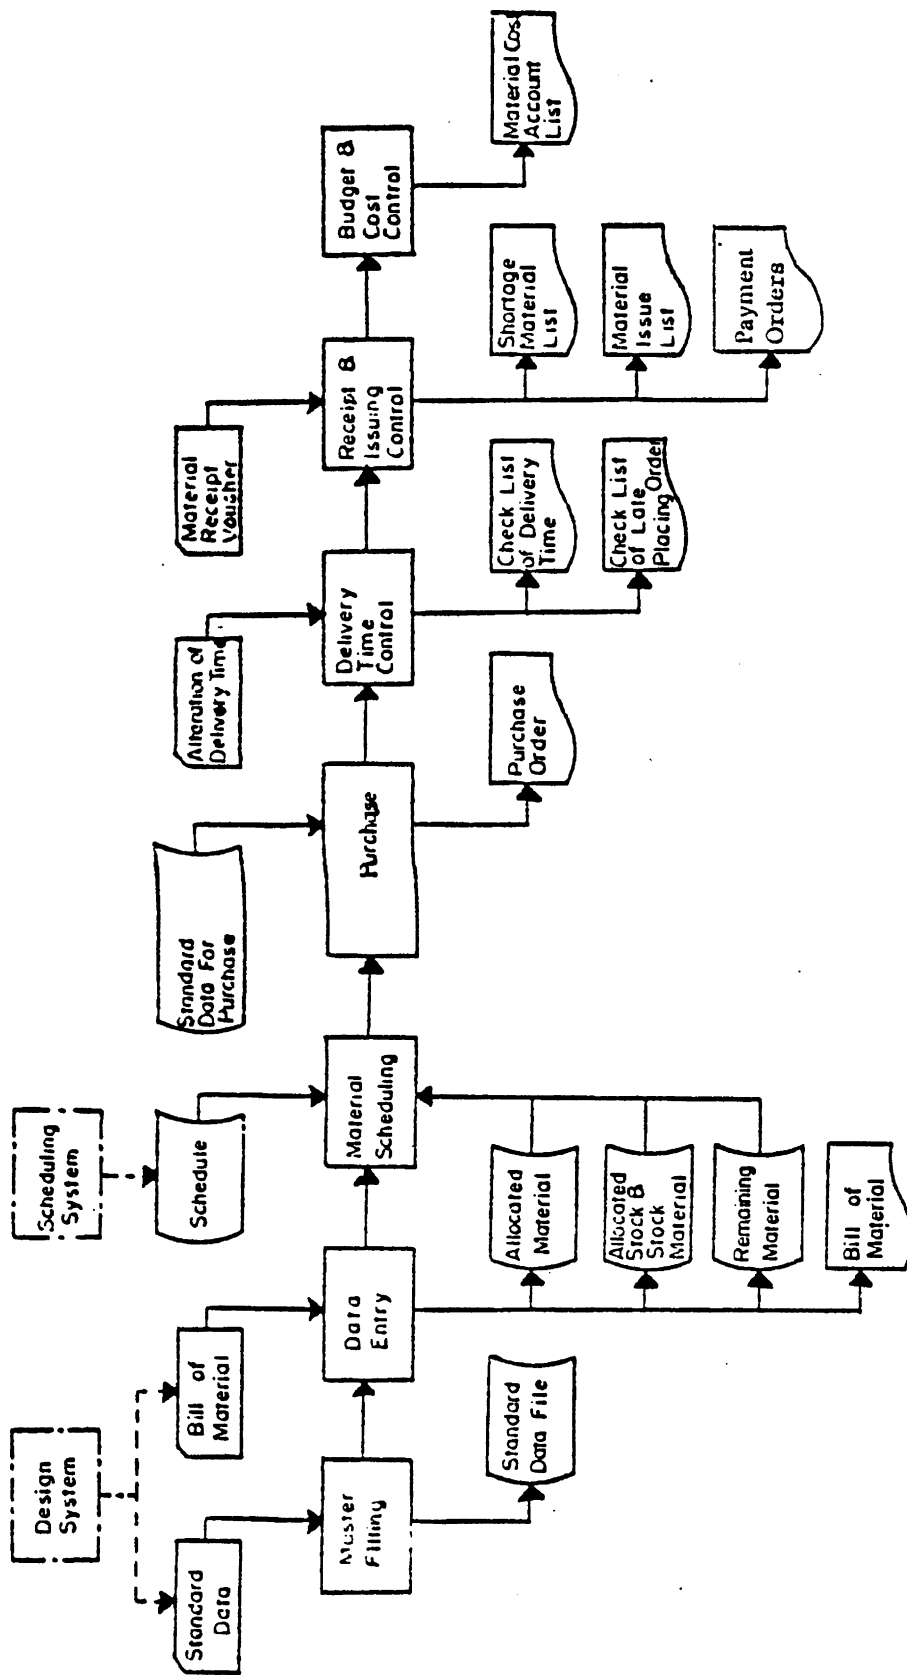 Design
System
Scheduling
System
Standard
Data
Bill of
Material
Schedule
Standard
Data For
Purchase
Alteration of
Delivery Time
Material
Receipt
Voucher
Master
Filling
Data
Entry
Material
Scheduling
Purchase
Delivery
Time
Control
Receipt &
Issuing
Control
Budget &
Cost
Control
Standard
Data File
Allocated
Material
Allocated
Stock &
Stock
Material
Remaining
Material
Bill of
Material
Purchase
Order
Check List
of Delivery
Time
Check List
of Late
Placing Order
Shortage
Material
List
Material
Issue
List
Payment
Orders
Material Cos
Account
List